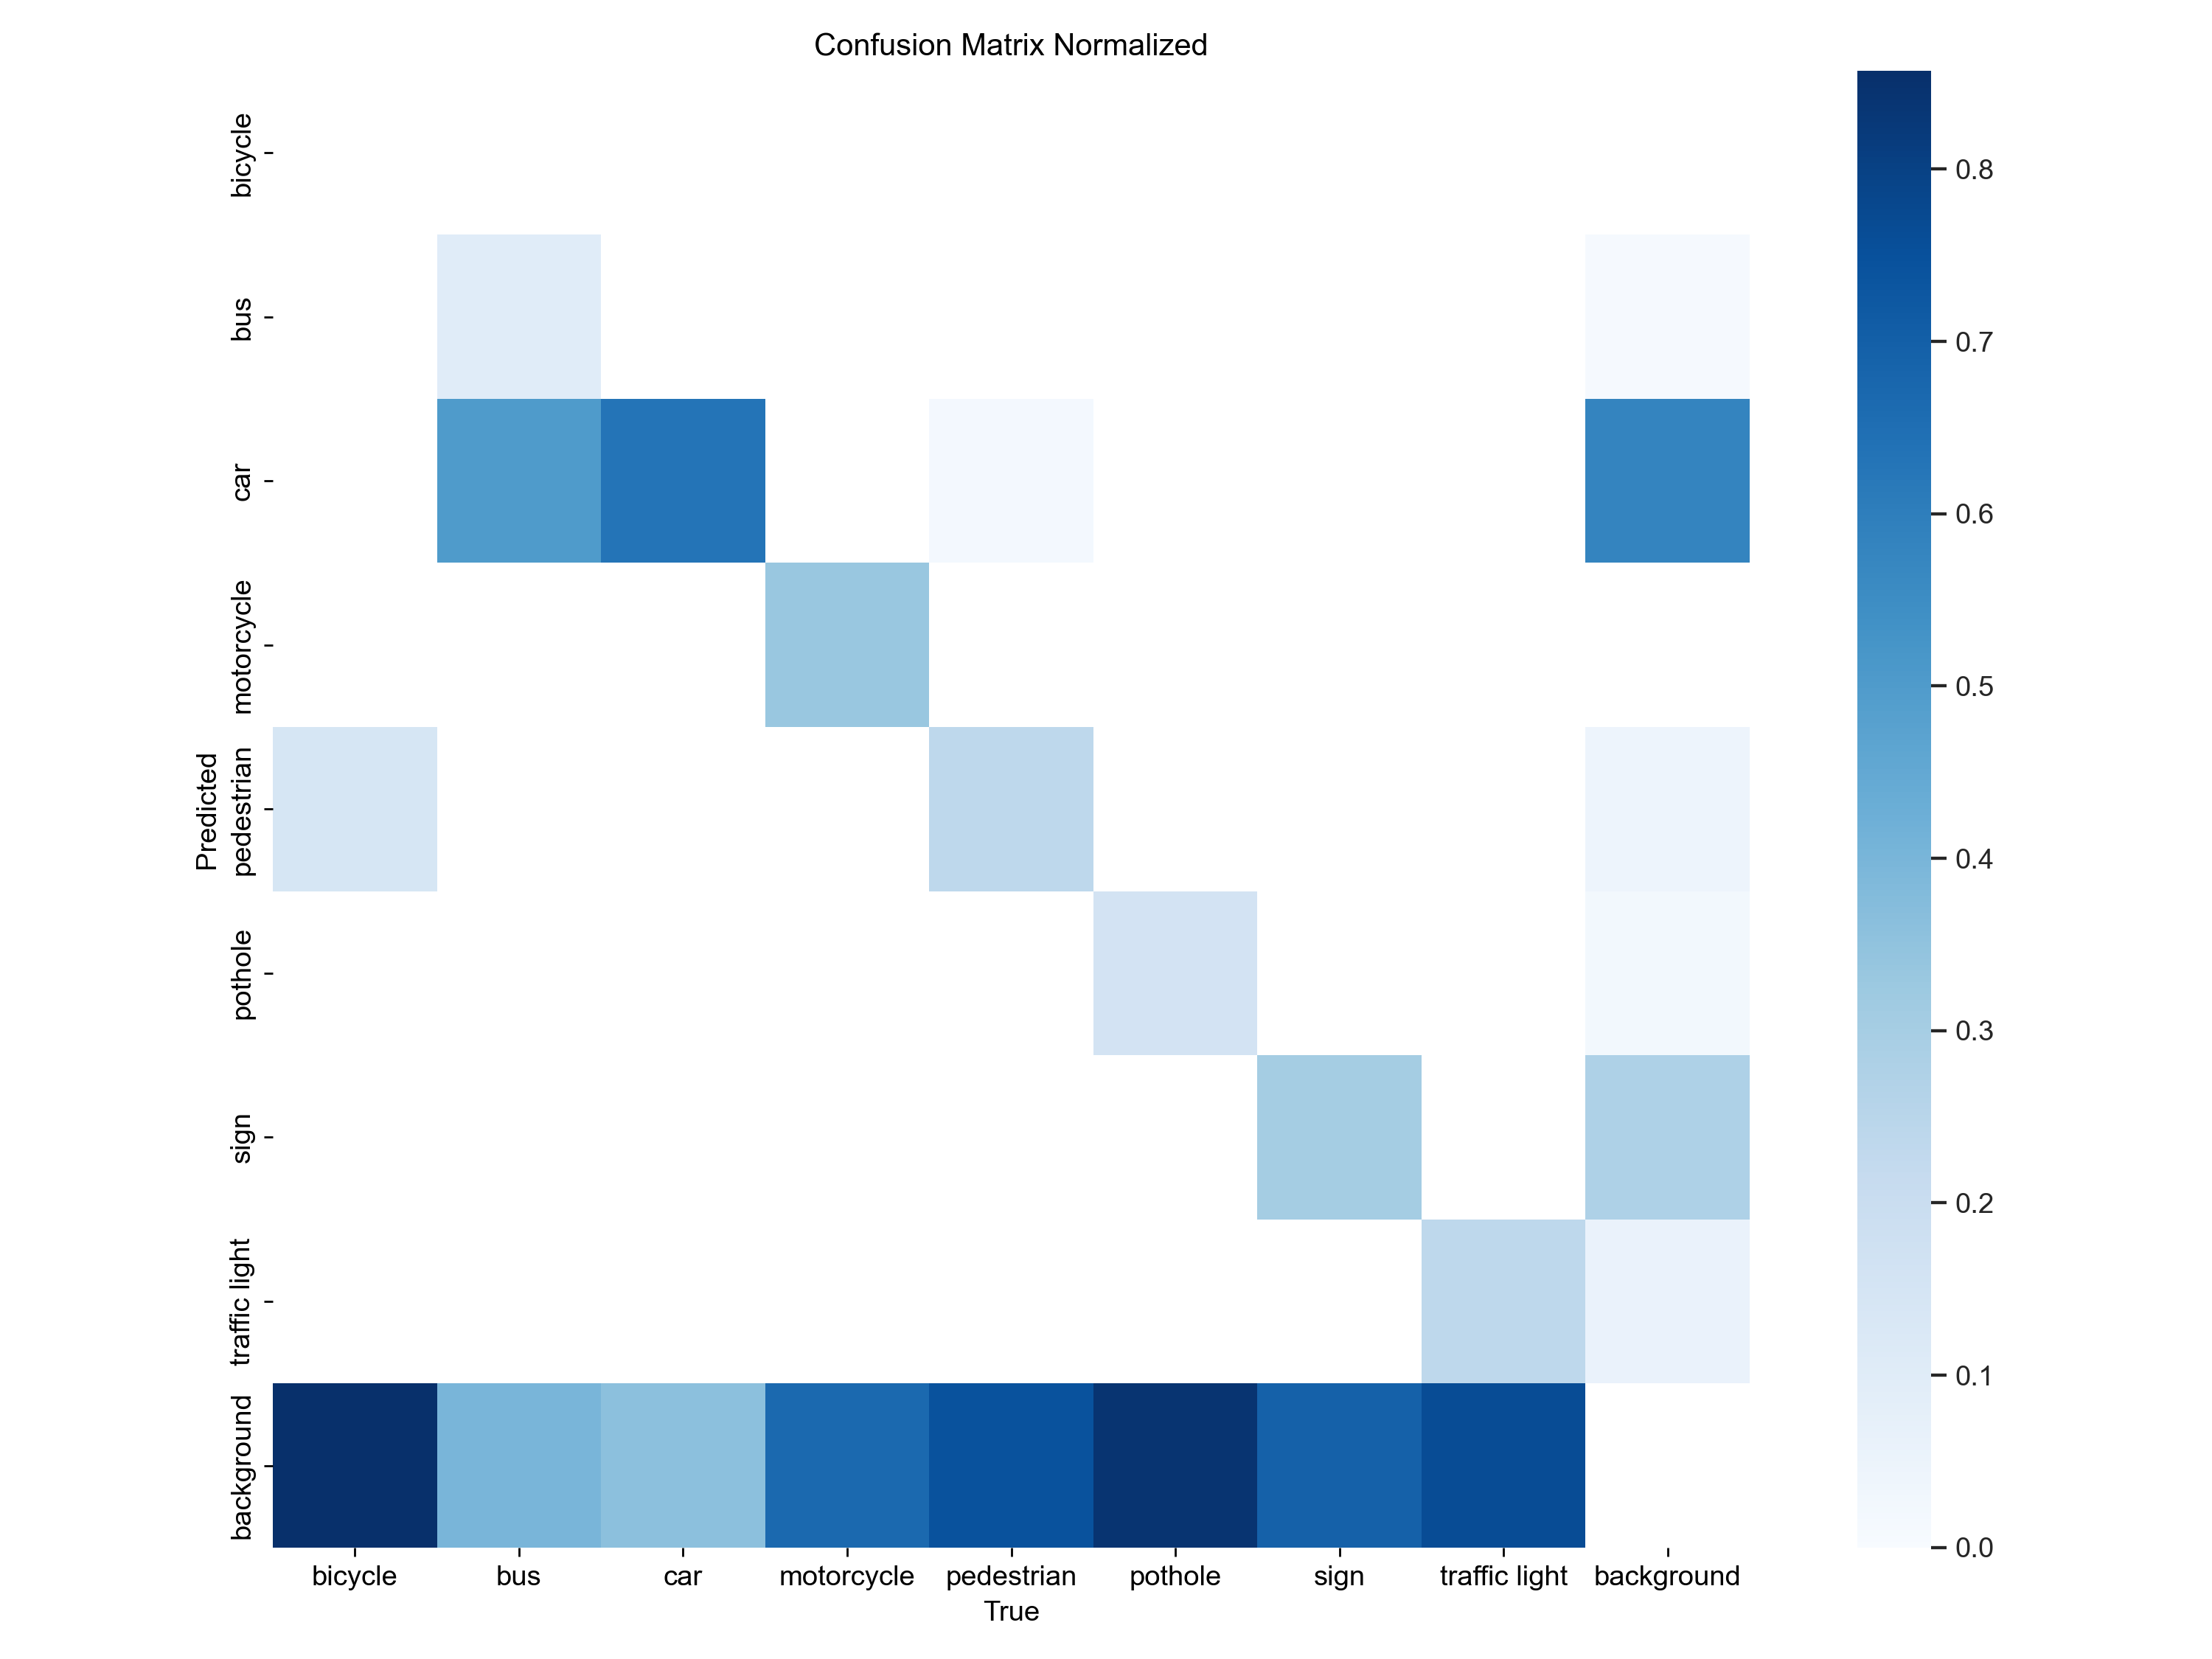 Confusion Matrix Normalized
Predicted
bicycle
bus
car
motorcycle
pedestrian
pothole
sign
traffic light
background
bicycle bus car motorcycle pedestrian pothole sign traffic light background
True
0.8
0.7
0.6
0.5
0.4
0.3
0.2
0.1
0.0